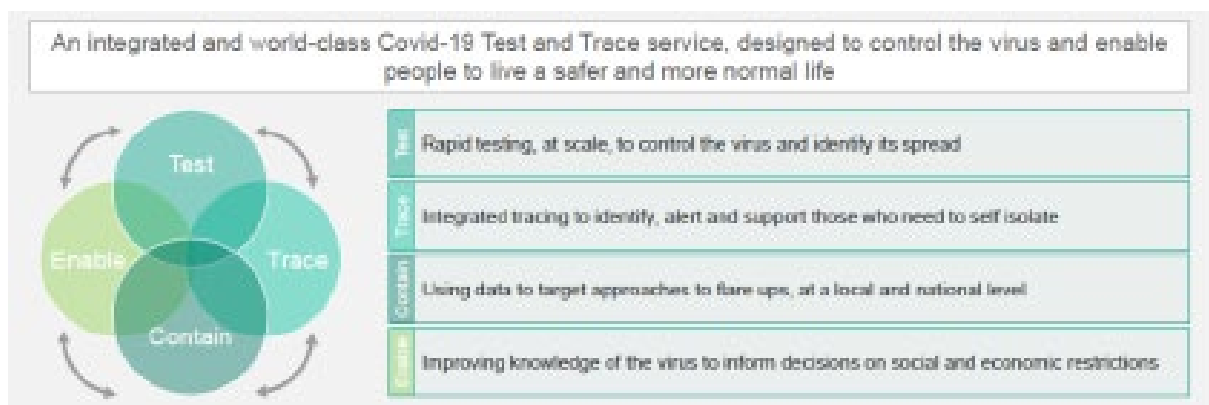 An integrated and world-class Covid-19 Test and Trace service, designed to control the virus and enable
people to live a safer and more normal life
Test
Enable
Trace
Contain
Test
Rapid testing, at scale, to control the virus and identify its spread
Trace
Integrated tracing to identify, alert and support those who need to self isolate
Contain
Using data to target approaches to flare ups, at a local and national level
Enable
Improving knowledge of the virus to inform decisions on social and economic restrictions